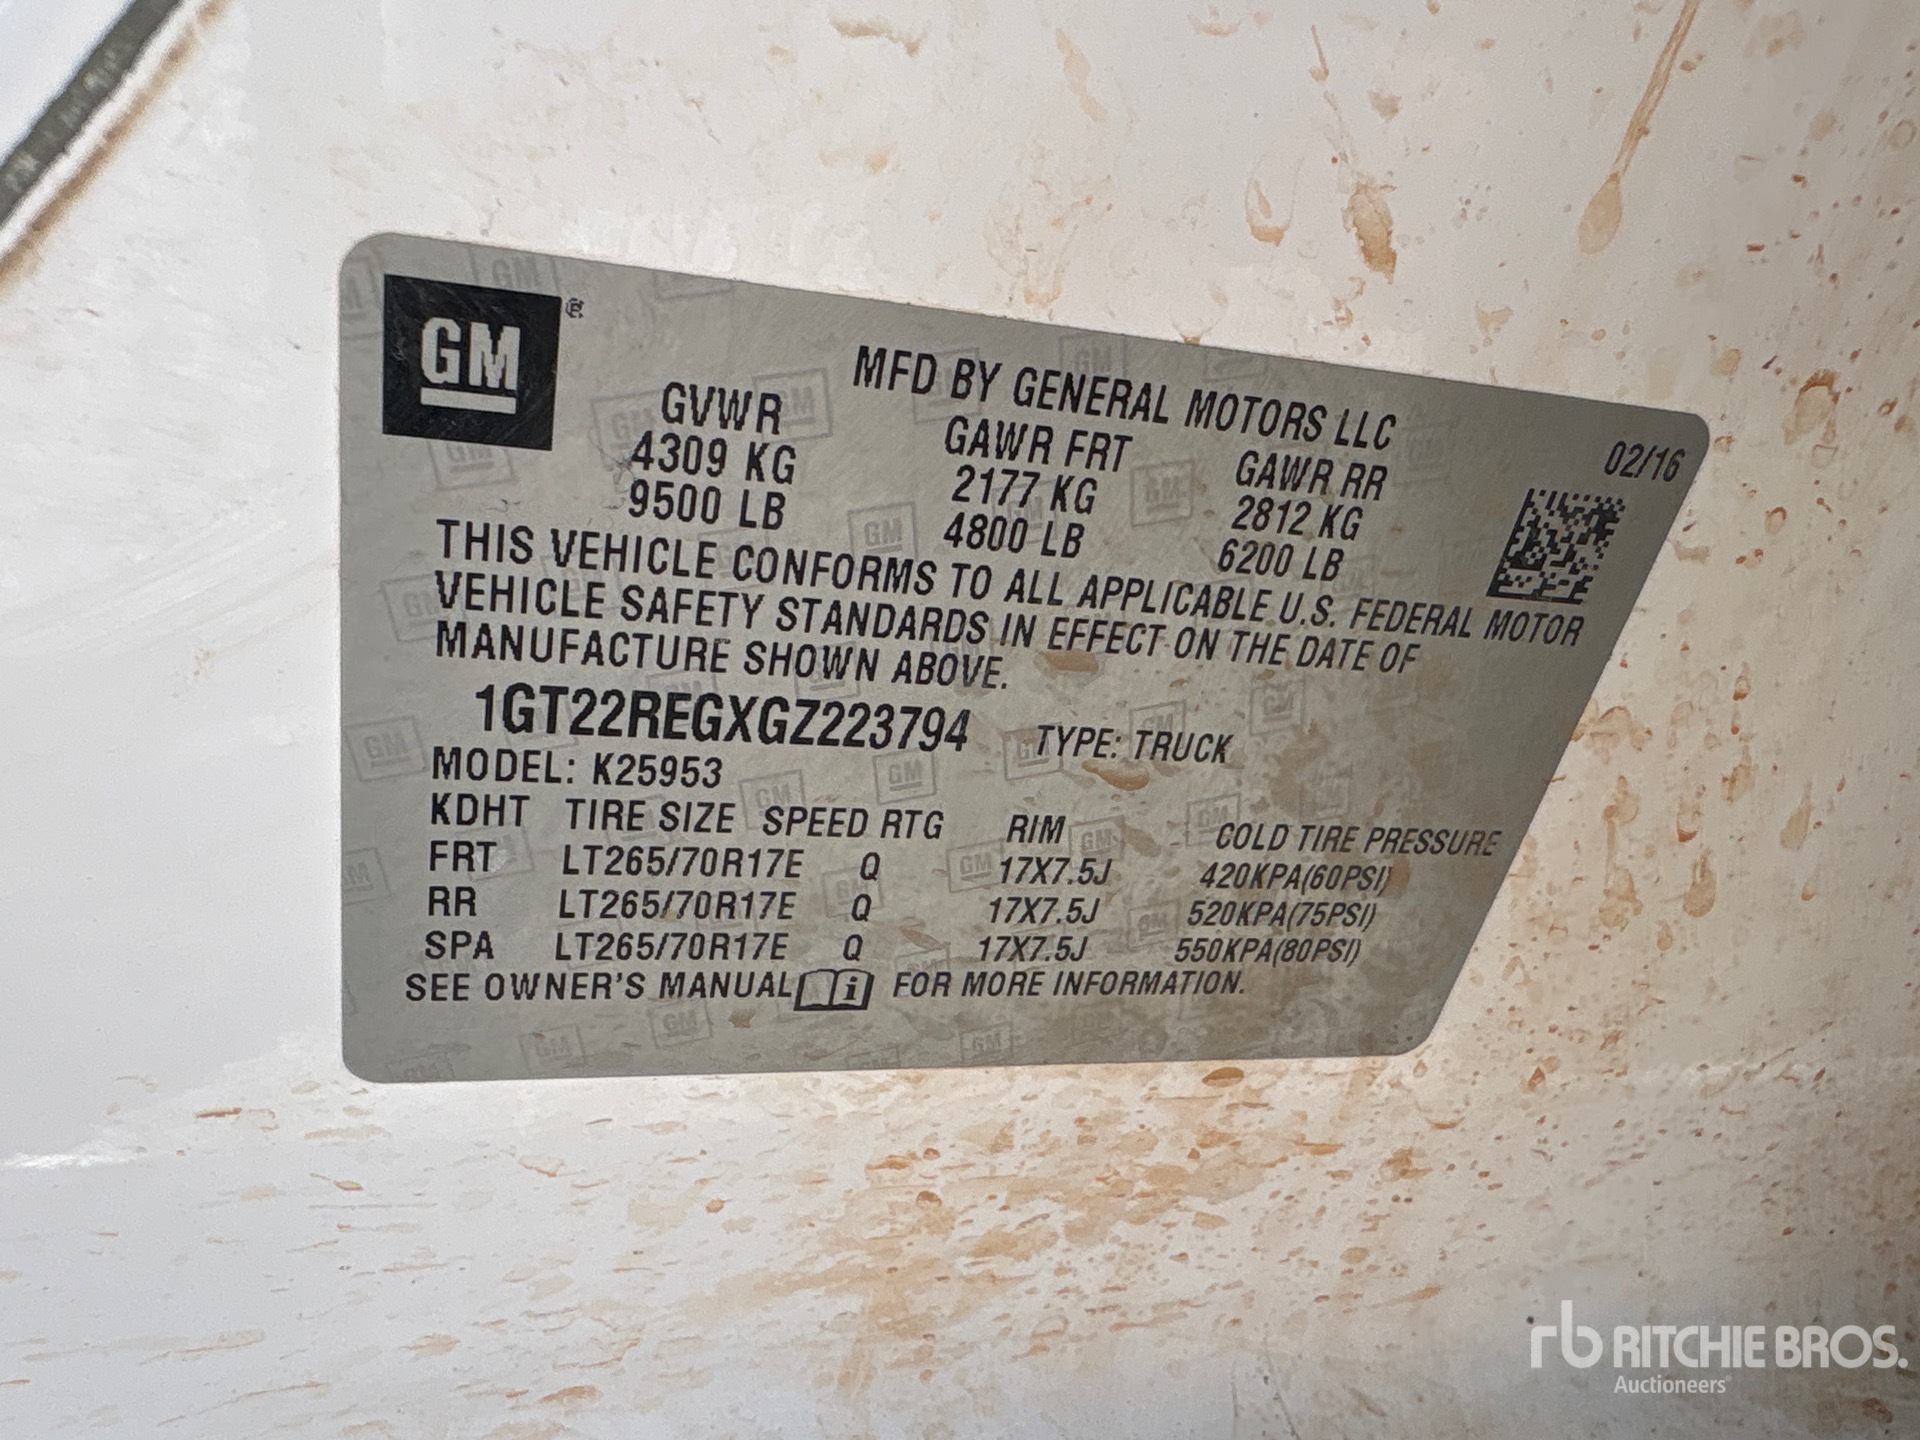 GM
MFD BY GENERAL MOTORS LLC
02/16
GVWR GAWR FRT GAWR RR
4309 KG 2177 KG 2812 KG
9500 LB 4800 LB 6200 LB
THIS VEHICLE CONFORMS TO ALL APPLICABLE U.S. FEDERAL MOTOR
VEHICLE SAFETY STANDARDS IN EFFECT ON THE DATE OF
MANUFACTURE SHOWN ABOVE.
1GT22REGXGZ223794 TYPE: TRUCK
MODEL: K25953
KDHT TIRE SIZE SPEED RTG RIM COLD TIRE PRESSURE
FRT LT265/70R17E Q 17X7.5J 420KPA(60PSI)
RR LT265/70R17E Q 17X7.5J 520KPA(75PSI)
SPA LT265/70R17E Q 17X7.5J 550KPA(80PSI)
SEE OWNER'S MANUAL i FOR MORE INFORMATION.
rb RITCHIE BROS.
Auctioneers